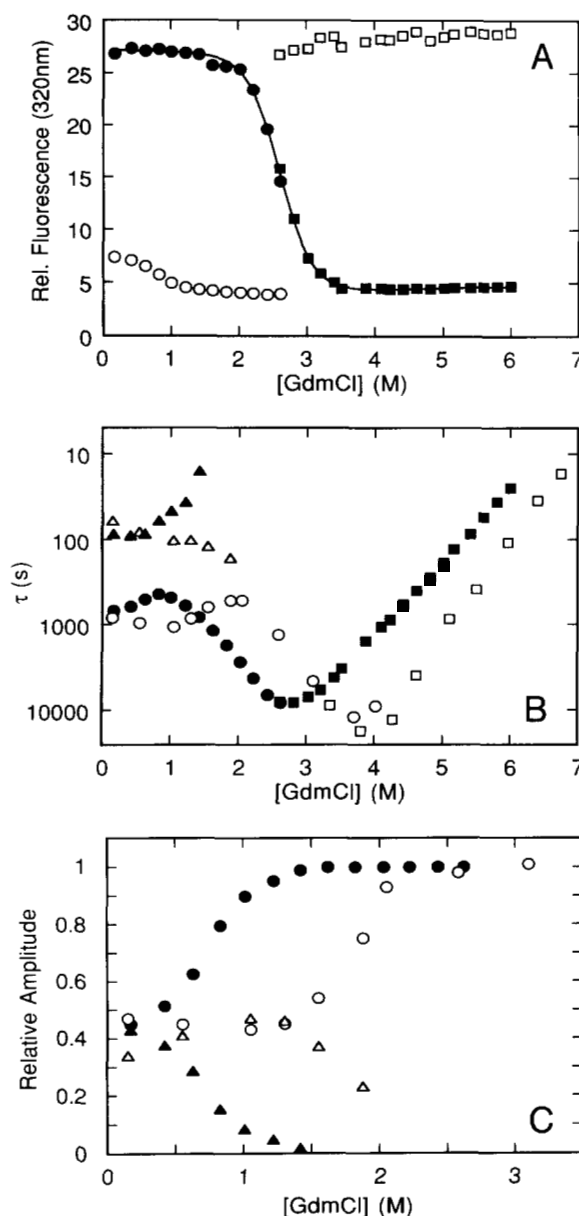 30
25
20
15
10
5
0
Rel. Fluorescence (320nm)
A
0 1 2 3 4 5 6 7
[GdmCl] (M)
10
100
1000
10000
τ (s)
B
0 1 2 3 4 5 6 7
[GdmCl] (M)
1
0.8
0.6
0.4
0.2
0
Relative Amplitude
C
0 1 2 3
[GdmCl] (M)